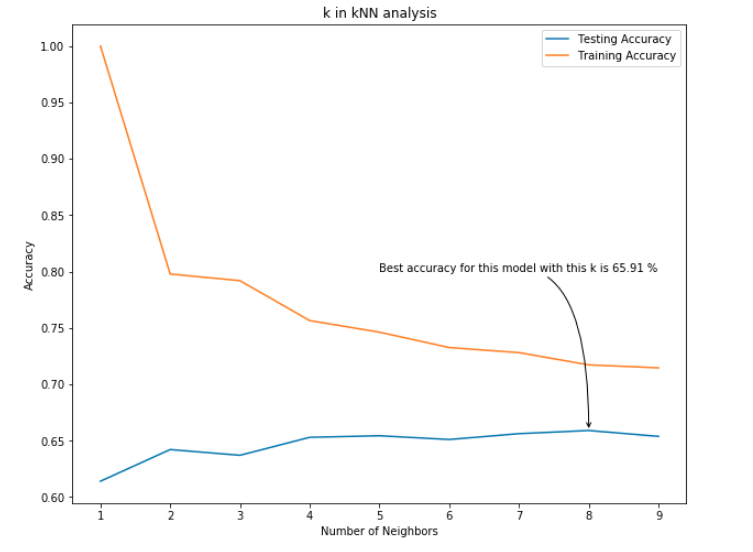 k in kNN analysis
Testing Accuracy
Training Accuracy
1.00
0.95
0.90
0.85
0.80
0.75
0.70
0.65
0.60
Accuracy
Best accuracy for this model with this k is 65.91 %
1 2 3 4 5 6 7 8 9
Number of Neighbors